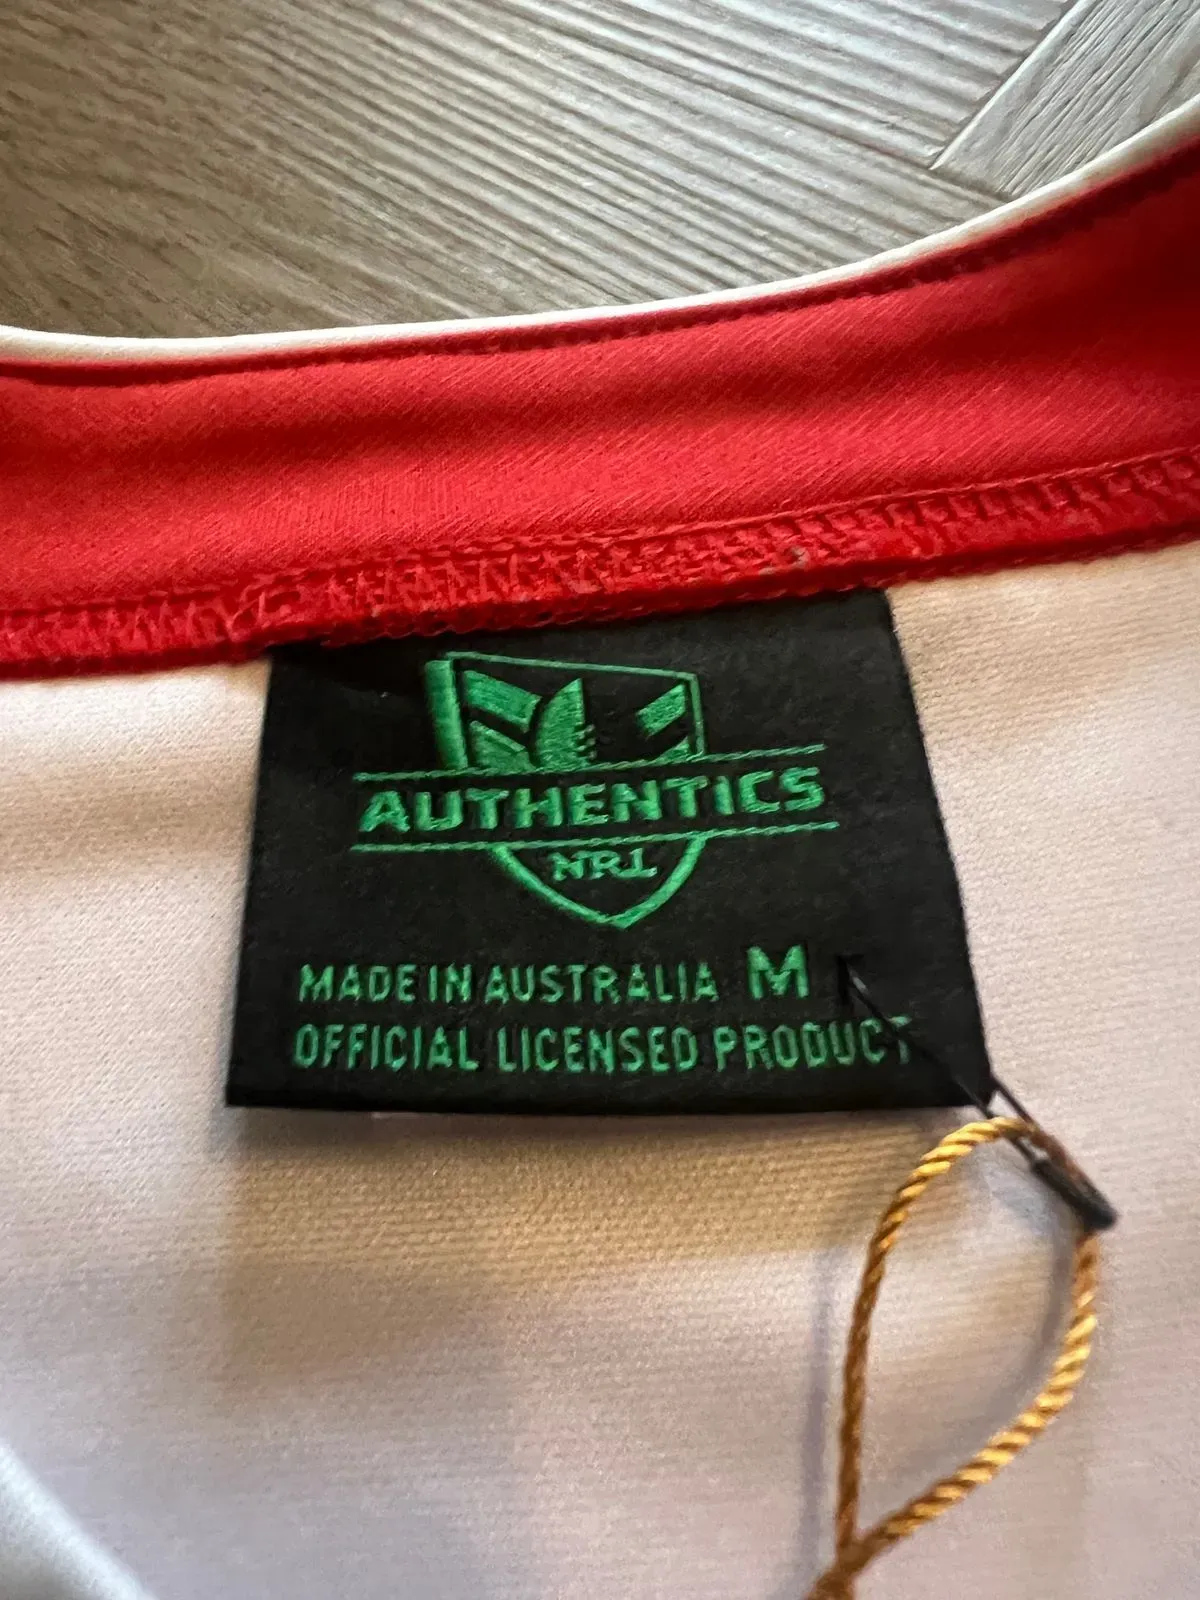 AUTHENTICS
NRL
MADE IN AUSTRALIA M
OFFICIAL LICENSED PRODUCT